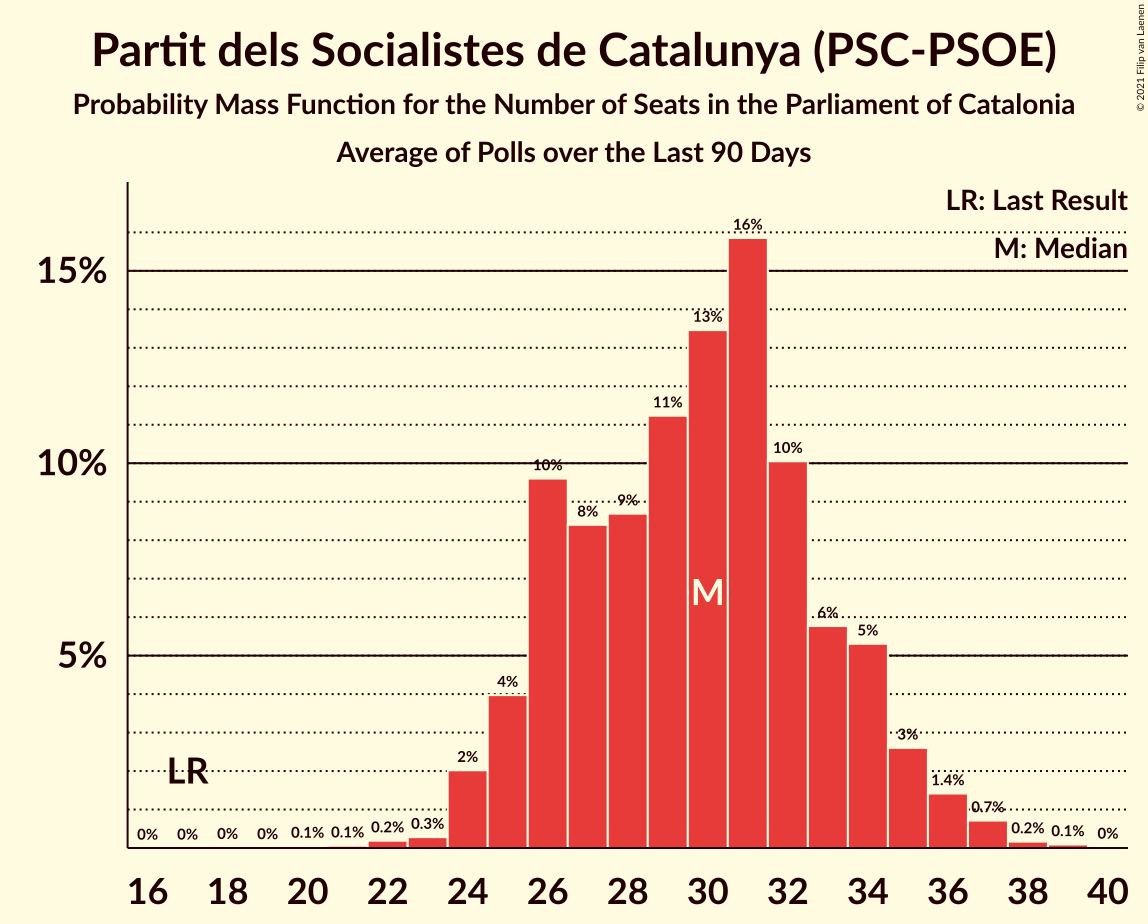 Partit dels Socialistes de Catalunya (PSC-PSOE)
Probability Mass Function for the Number of Seats in the Parliament of Catalonia
Average of Polls over the Last 90 Days
© 2021 Filip van Laenen
LR: Last Result
M: Median
15%
10%
5%
LR
M
0% 0% 0% 0% 0.1% 0.1% 0.2% 0.3% 2% 4% 10% 8% 9% 11% 13% 16% 10% 6% 5% 3% 1.4% 0.7% 0.2% 0.1% 0%
16 18 20 22 24 26 28 30 32 34 36 38 40